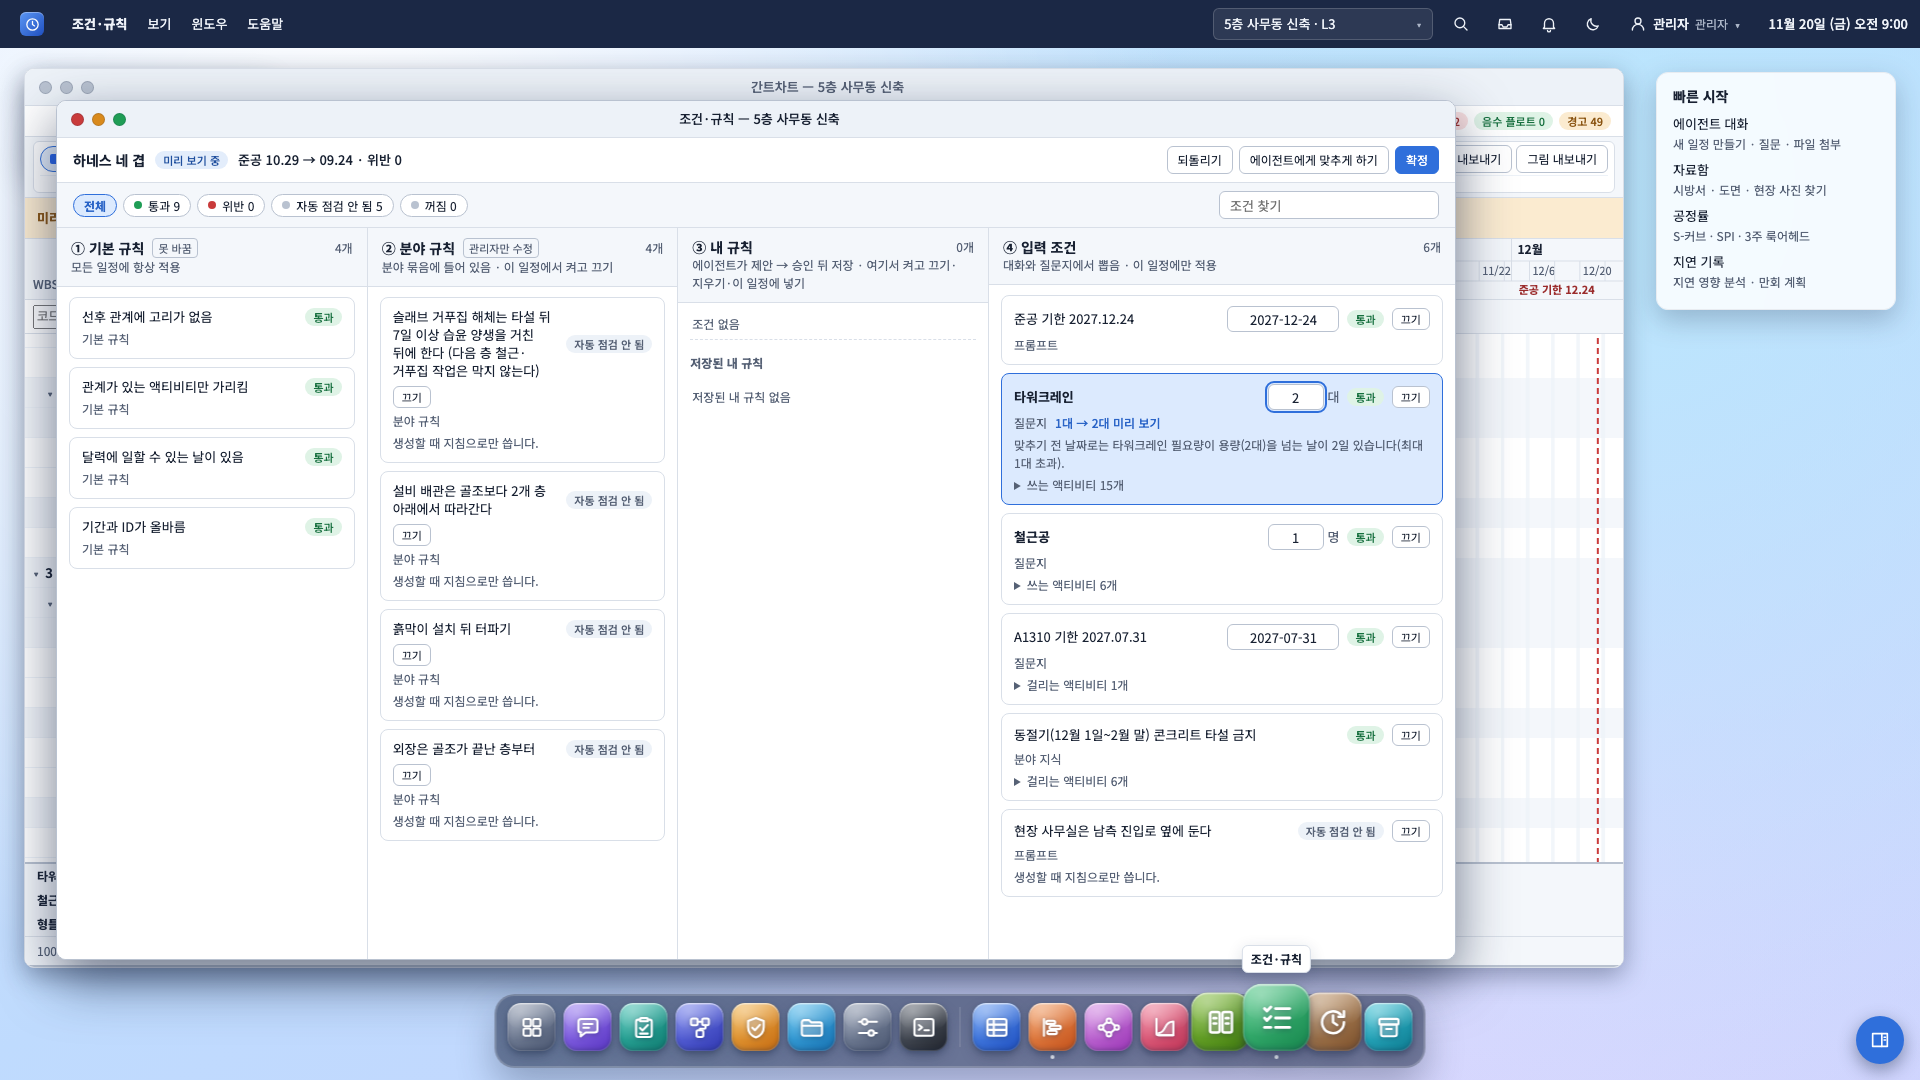 조건·규칙 보기 윈도우 도움말
5층 사무동 신축 · L3
관리자 관리자
11월 20일 (금) 오전 9:00
간트차트 — 5층 사무동 신축
조건·규칙 — 5층 사무동 신축
음수 플로트 0 경고 49
하네스 네 겹 미리 보기 중 준공 10.29 → 09.24 · 위반 0
되돌리기 에이전트에게 맞추게 하기 확정
내보내기 그림 내보내기
전체 통과 9 위반 0 자동 점검 안 됨 5 꺼짐 0
조건 찾기
① 기본 규칙 못 바꿈 4개
모든 일정에 항상 적용
선후 관계에 고리가 없음 통과
기본 규칙
관계가 있는 액티비티만 가리킴 통과
기본 규칙
달력에 일할 수 있는 날이 있음 통과
기본 규칙
기간과 ID가 올바름 통과
기본 규칙
② 분야 규칙 관리자만 수정 4개
분야 묶음에 들어 있음 · 이 일정에서 켜고 끄기
슬래브 거푸집 해체는 타설 뒤
7일 이상 습윤 양생을 거친
뒤에 한다 (다음 층 철근·
거푸집 작업은 막지 않는다)
자동 점검 안 됨
끄기
분야 규칙
생성할 때 지침으로만 씁니다.
설비 배관은 골조보다 2개 층
아래에서 따라간다
자동 점검 안 됨
끄기
분야 규칙
생성할 때 지침으로만 씁니다.
흙막이 설치 뒤 터파기 자동 점검 안 됨
끄기
분야 규칙
생성할 때 지침으로만 씁니다.
외장은 골조가 끝난 층부터 자동 점검 안 됨
끄기
분야 규칙
생성할 때 지침으로만 씁니다.
③ 내 규칙 0개
에이전트가 제안 → 승인 뒤 저장 · 여기서 켜고 끄기·
지우기·이 일정에 넣기
조건 없음
저장된 내 규칙
저장된 내 규칙 없음
④ 입력 조건 6개
대화와 질문지에서 뽑음 · 이 일정에만 적용
준공 기한 2027.12.24 2027-12-24 통과 끄기
프롬프트
타워크레인 2 대 통과 끄기
질문지 1대 → 2대 미리 보기
맞추기 전 날짜로는 타워크레인 필요량이 용량(2대)을 넘는 날이 2일 있습니다(최대
1대 초과).
쓰는 액티비티 15개
철근공 1 명 통과 끄기
질문지
쓰는 액티비티 6개
A1310 기한 2027.07.31 2027-07-31 통과 끄기
질문지
걸리는 액티비티 1개
동절기(12월 1일~2월 말) 콘크리트 타설 금지 통과 끄기
분야 지식
걸리는 액티비티 6개
현장 사무실은 남측 진입로 옆에 둔다 자동 점검 안 됨 끄기
프롬프트
생성할 때 지침으로만 씁니다.
12월
11/22 12/6 12/20
준공 기한 12.24
WBS
3
100
빠른 시작
에이전트 대화
새 일정 만들기 · 질문 · 파일 첨부
자료함
시방서 · 도면 · 현장 사진 찾기
공정률
S-커브 · SPI · 3주 룩어헤드
지연 기록
지연 영향 분석 · 만회 계획
조건·규칙